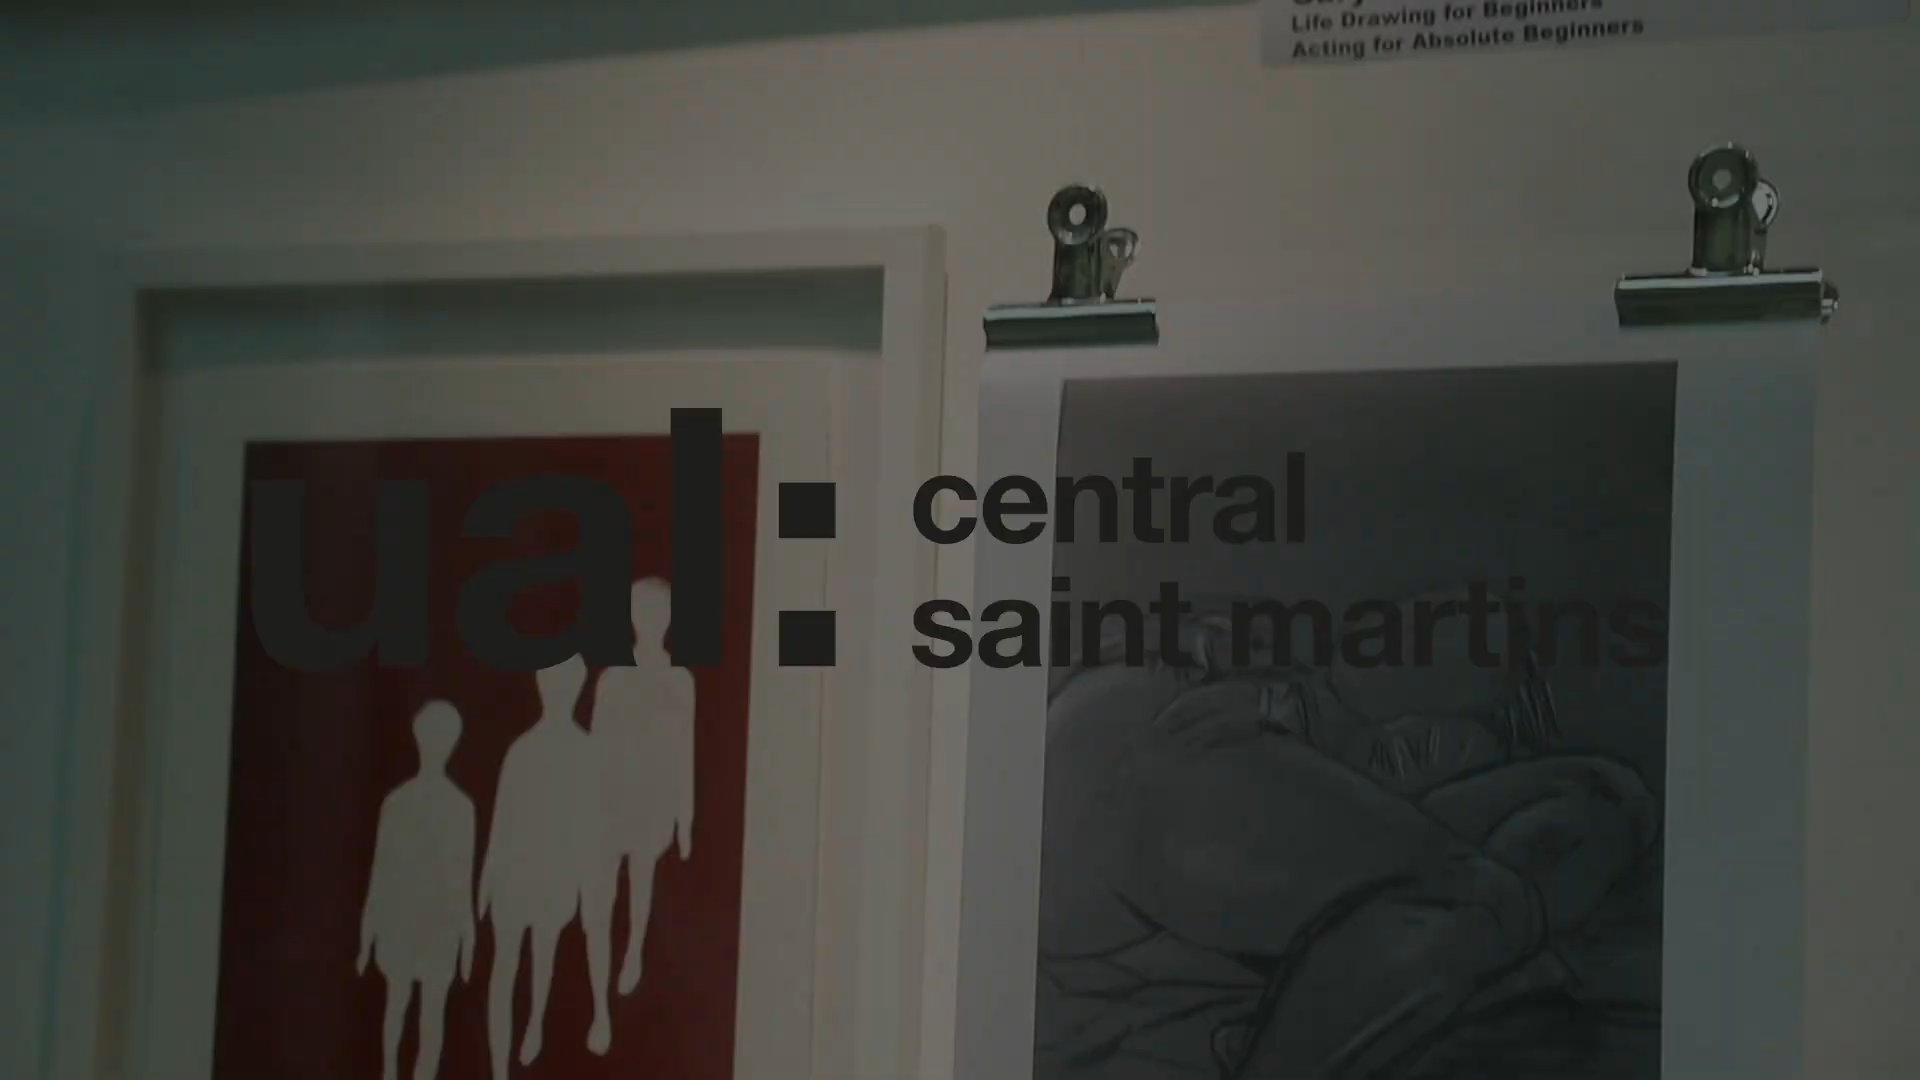 Life Drawing for Beginners
Acting for Absolute Beginners
ual:
central
saint martins